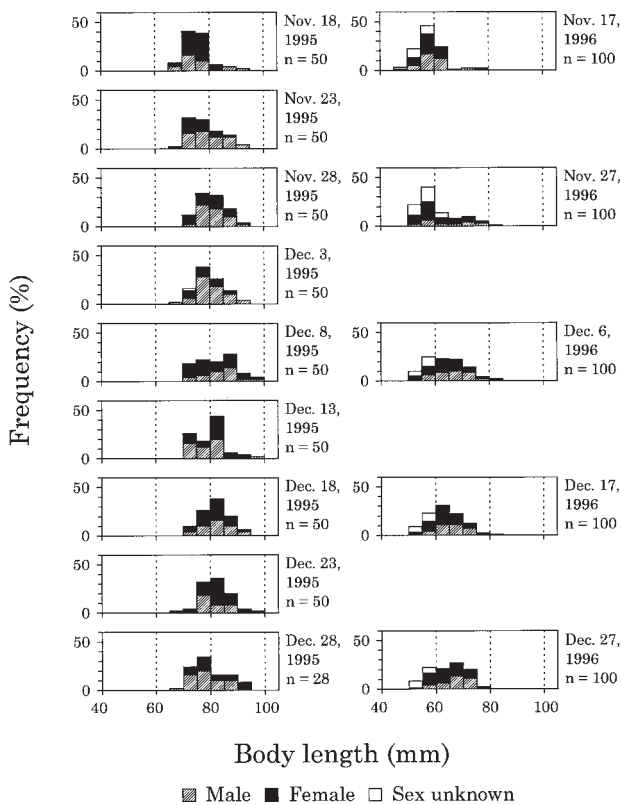 50
0
Nov. 18,
1995
n = 50
50
0
Nov. 17,
1996
n = 100
50
0
Nov. 23,
1995
n = 50
50
0
Nov. 28,
1995
n = 50
50
0
Nov. 27,
1996
n = 100
50
0
Dec. 3,
1995
n = 50
50
0
Dec. 8,
1995
n = 50
50
0
Dec. 6,
1996
n = 100
50
0
Dec. 13,
1995
n = 50
50
0
Dec. 18,
1995
n = 50
50
0
Dec. 17,
1996
n = 100
50
0
Dec. 23,
1995
n = 50
50
0
Dec. 28,
1995
n = 28
50
0
Dec. 27,
1996
n = 100
40 60 80 100
40 60 80 100
Frequency (%)
Body length (mm)
Male Female Sex unknown